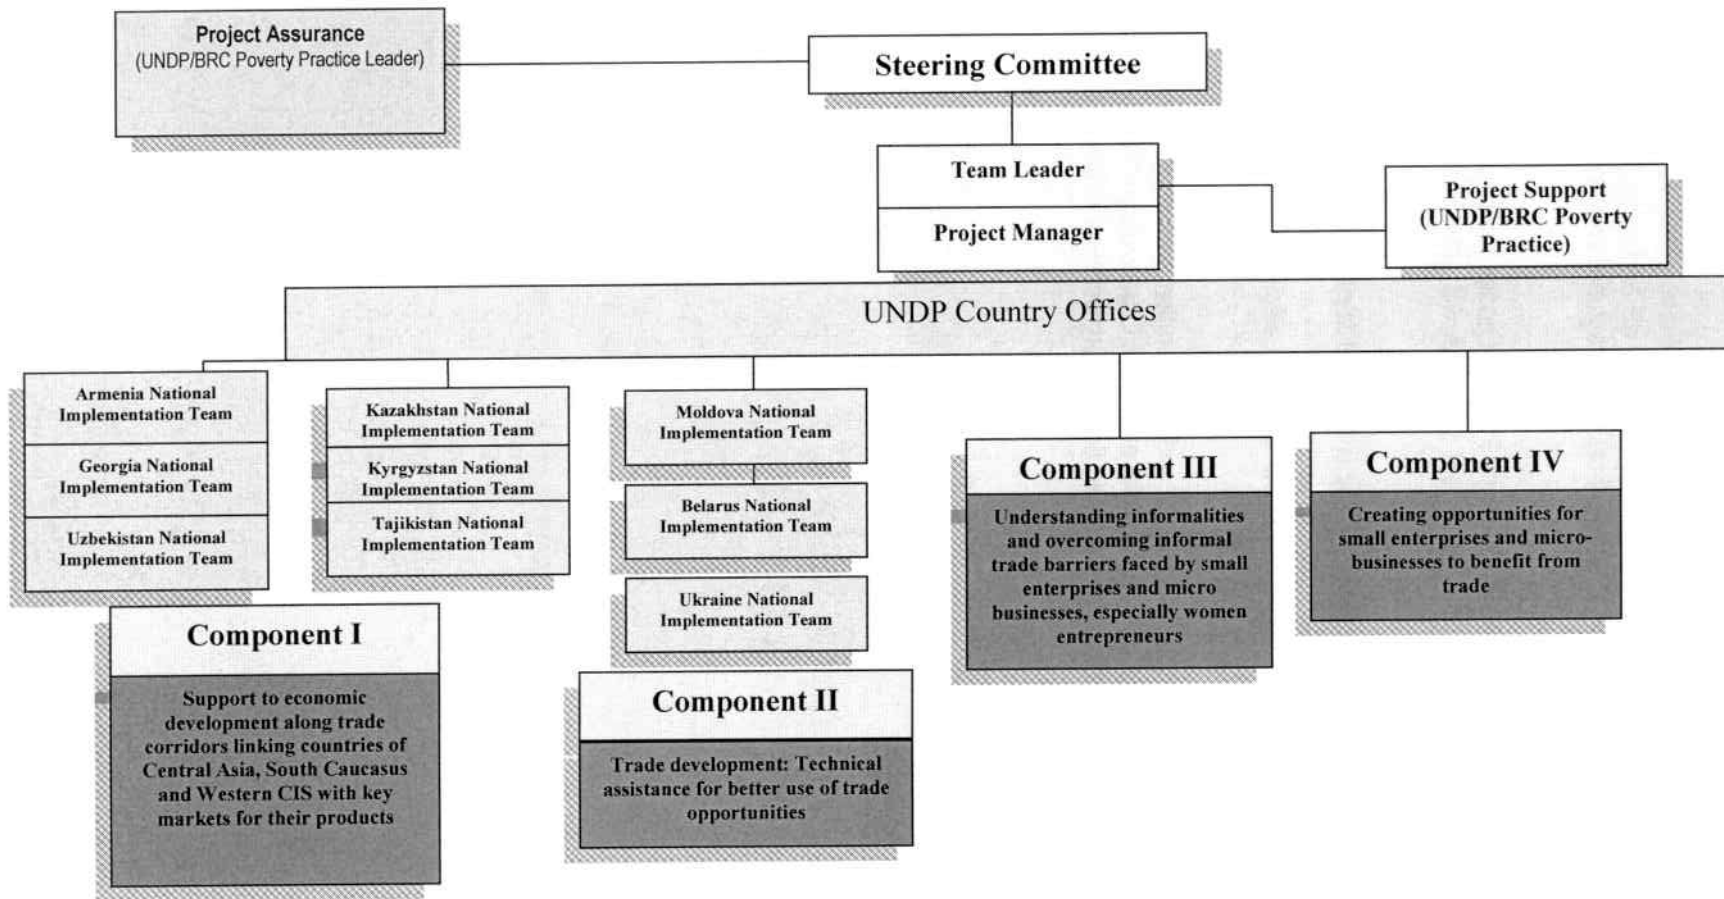 Project Assurance
(UNDP/BRC Poverty Practice Leader)
Steering Committee
Team Leader
Project Manager
Project Support
(UNDP/BRC Poverty
Practice)
UNDP Country Offices
Armenia National
Implementation Team
Georgia National
Implementation Team
Uzbekistan National
Implementation Team
Kazakhstan National
Implementation Team
Kyrgyzstan National
Implementation Team
Tajikistan National
Implementation Team
Moldova National
Implementation Team
Belarus National
Implementation Team
Ukraine National
Implementation Team
Component I
Support to economic
development along trade
corridors linking countries of
Central Asia, South Caucasus
and Western CIS with key
markets for their products
Component II
Trade development: Technical
assistance for better use of trade
opportunities
Component III
Understanding informalities
and overcoming informal
trade barriers faced by small
enterprises and micro
businesses, especially women
entrepreneurs
Component IV
Creating opportunities for
small enterprises and micro-
businesses to benefit from
trade